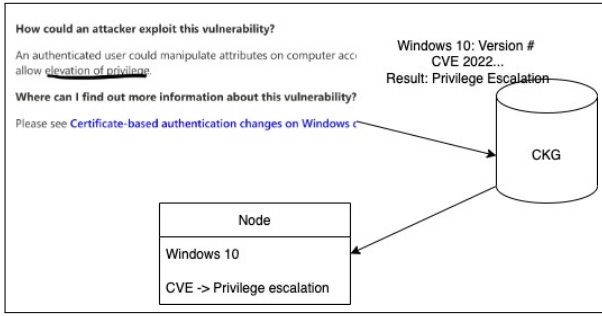 How could an attacker exploit this vulnerability?
An authenticated user could manipulate attributes on computer acc
allow elevation of privilege.
Where can I find out more information about this vulnerability?
Please see Certificate-based authentication changes on Windows
Windows 10: Version #
CVE 2022...
Result: Privilege Escalation
CKG
Node
Windows 10
CVE -> Privilege escalation